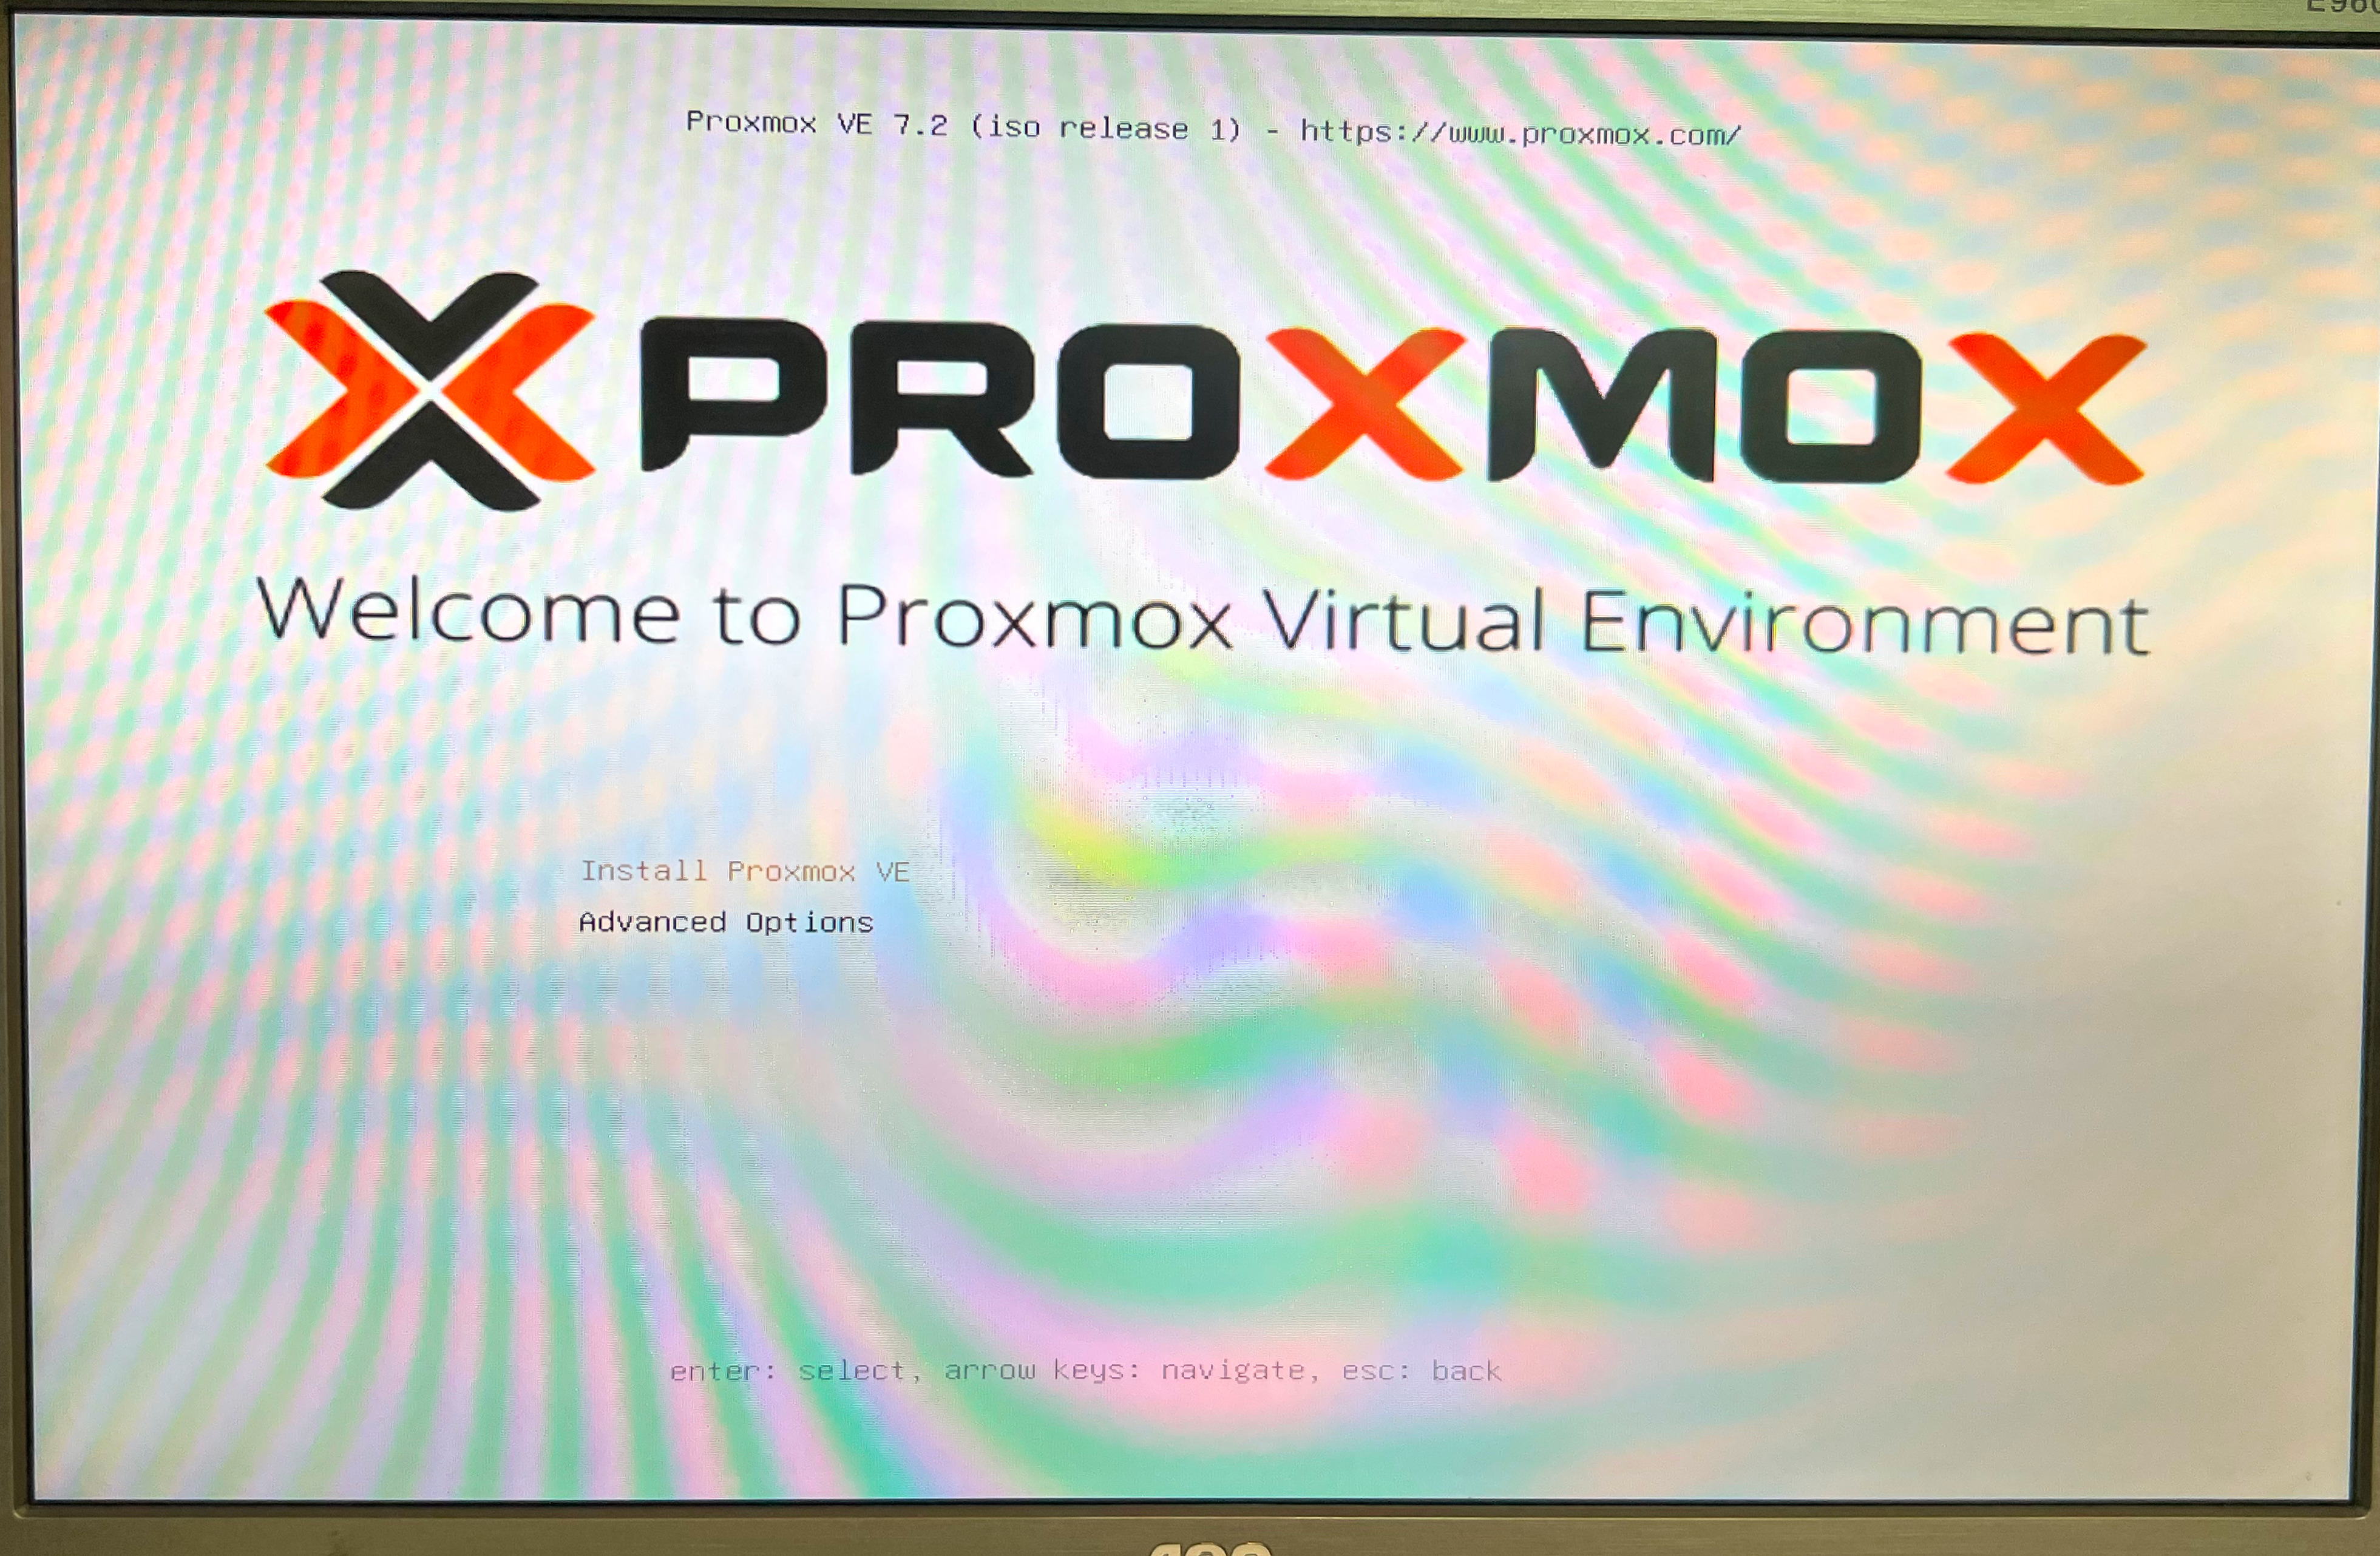 Proxmox VE 7.2 (iso release 1) - https://www.proxmox.com/
PROXMOX
Welcome to Proxmox Virtual Environment
Install Proxmox VE
Advanced Options
enter: select, arrow keys: navigate, esc: back